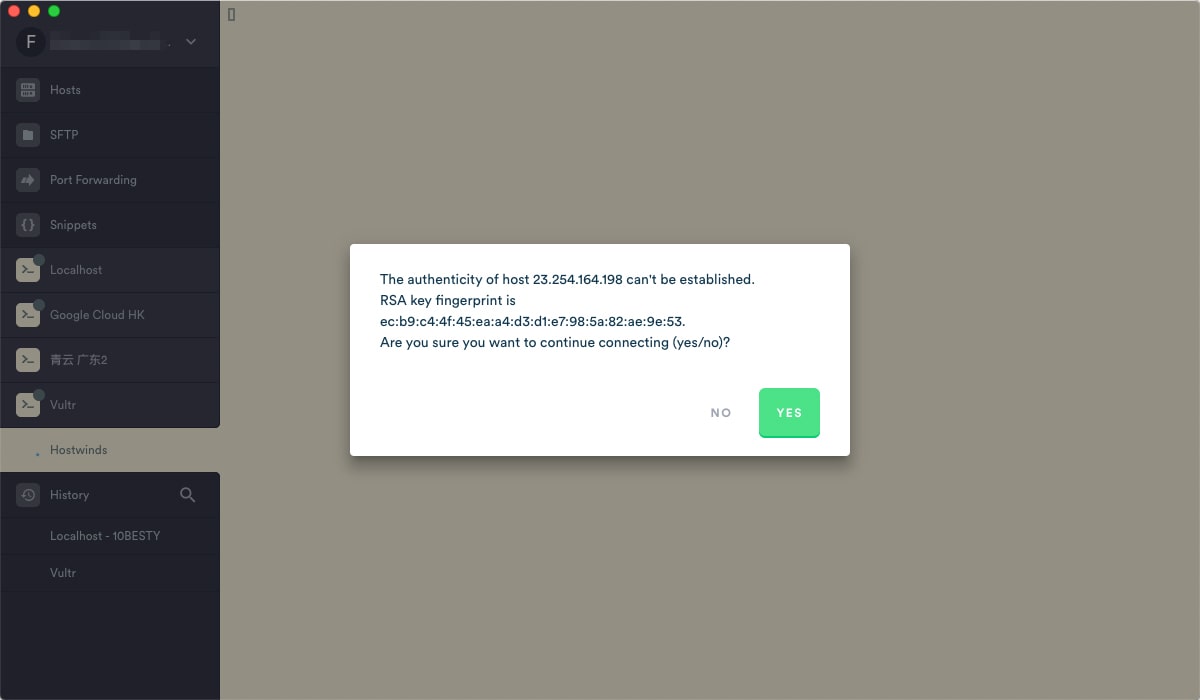 F
Hosts
SFTP
Port Forwarding
Snippets
Localhost
Google Cloud HK
青云 广东2
Vultr
Hostwinds
History
Localhost - 10BESTY
Vultr
The authenticity of host 23.254.164.198 can't be established.
RSA key fingerprint is
ec:b9:c4:4f:45:ea:a4:d3:d1:e7:98:5a:82:ae:9e:53.
Are you sure you want to continue connecting (yes/no)?
NO
YES